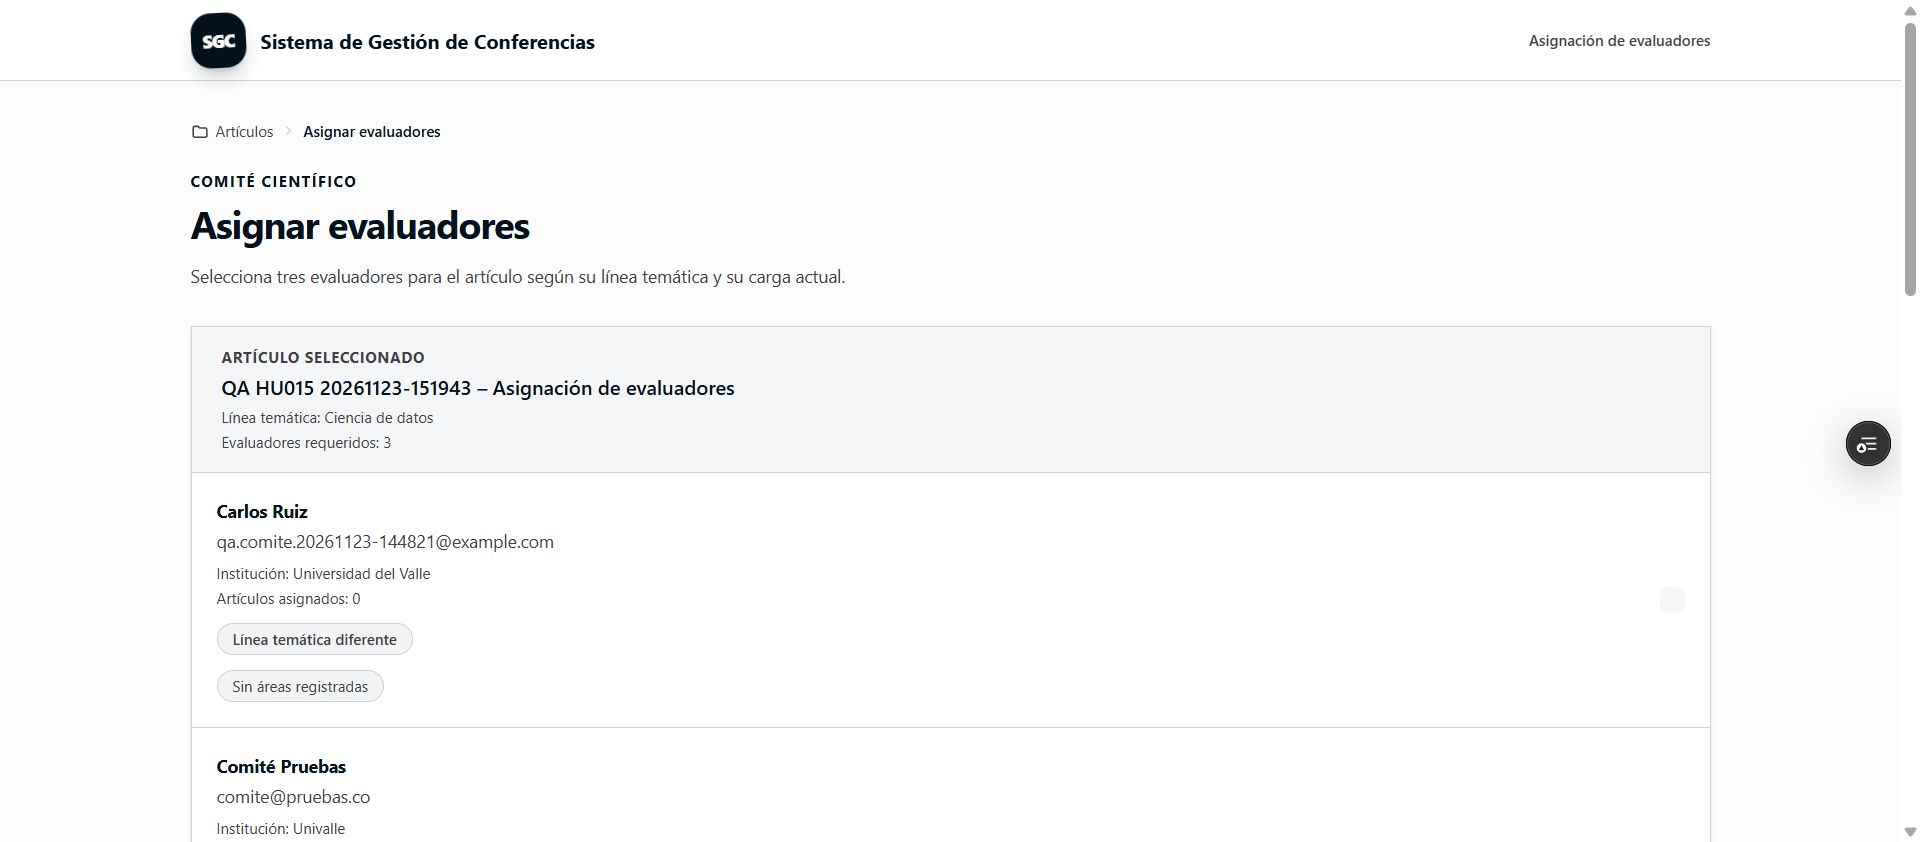 SGC
Sistema de Gestión de Conferencias
Asignación de evaluadores
Artículos
Asignar evaluadores
COMITÉ CIENTÍFICO
Asignar evaluadores
Selecciona tres evaluadores para el artículo según su línea temática y su carga actual.
ARTÍCULO SELECCIONADO
QA HU015 20261123-151943 – Asignación de evaluadores
Línea temática: Ciencia de datos
Evaluadores requeridos: 3
Carlos Ruiz
qa.comite.20261123-144821@example.com
Institución: Universidad del Valle
Artículos asignados: 0
Línea temática diferente
Sin áreas registradas
Comité Pruebas
comite@pruebas.co
Institución: Univalle